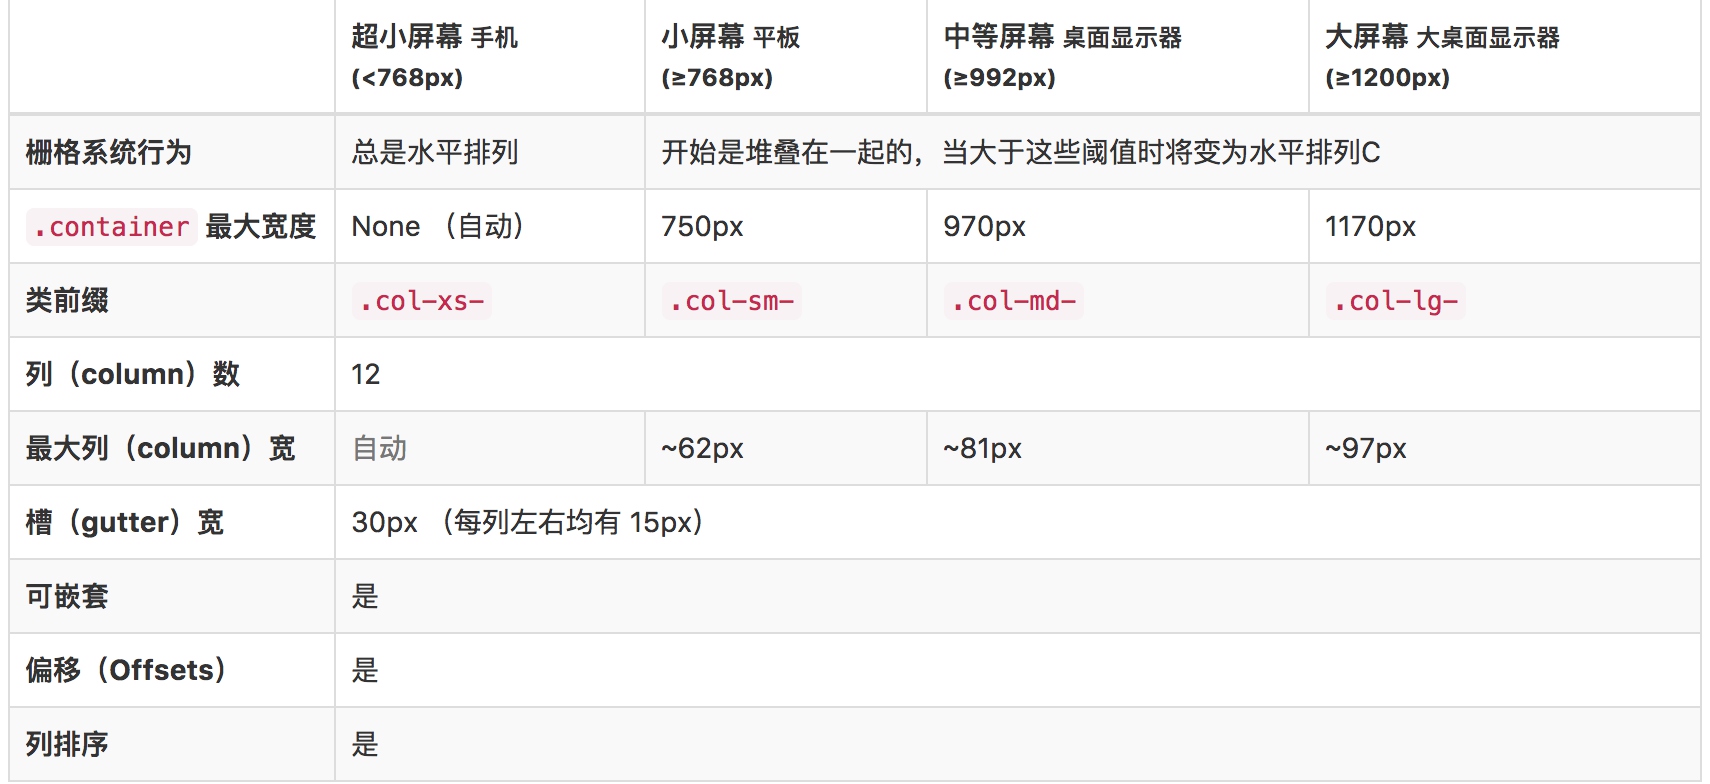 超小屏幕 手机 (<768px)
小屏幕 平板 (≥768px)
中等屏幕 桌面显示器 (≥992px)
大屏幕 大桌面显示器 (≥1200px)
栅格系统行为 总是水平排列 开始是堆叠在一起的，当大于这些阈值时将变为水平排列C
.container 最大宽度 None （自动） 750px 970px 1170px
类前缀 .col-xs- .col-sm- .col-md- .col-lg-
列（column）数 12
最大列（column）宽 自动 ~62px ~81px ~97px
槽（gutter）宽 30px （每列左右均有 15px）
可嵌套 是
偏移（Offsets） 是
列排序 是